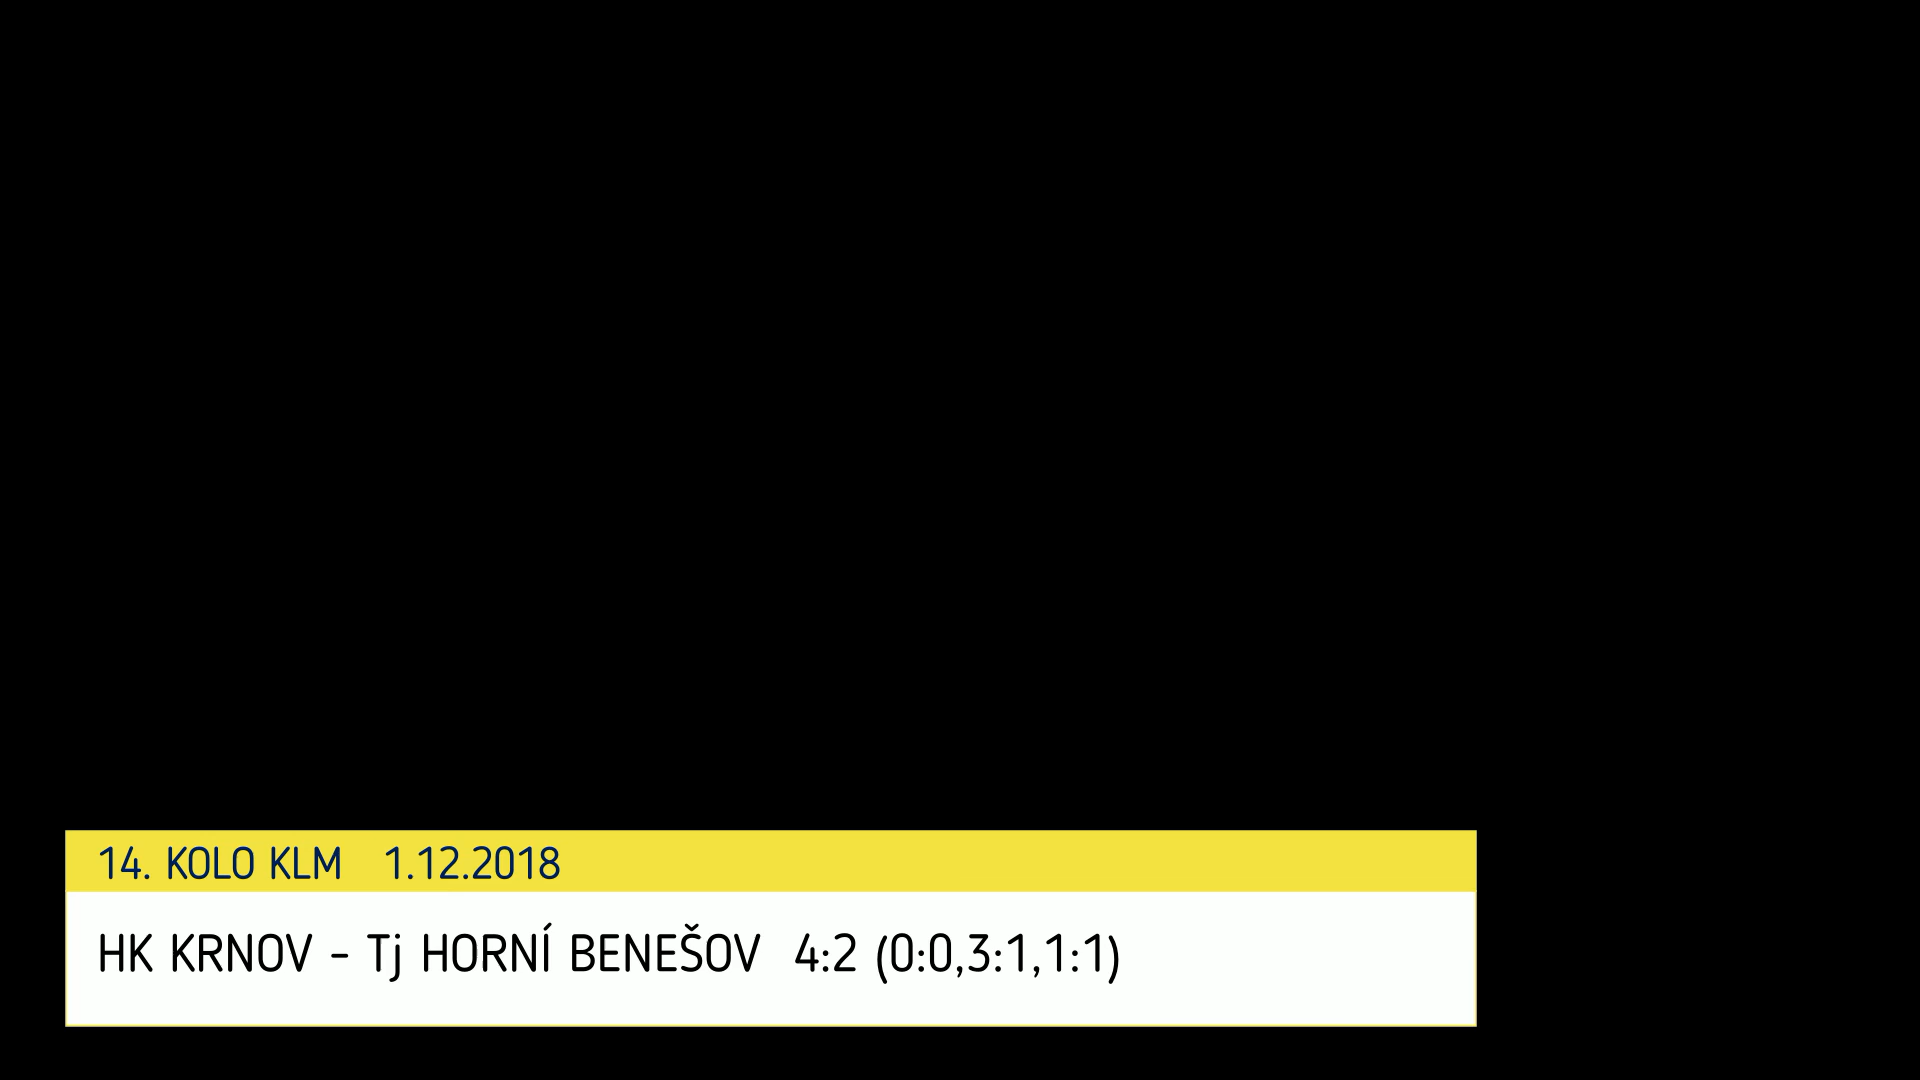 14. KOLO KLM 1.12.2018
HK KRNOV - Tj HORNÍ BENEŠOV 4:2 (0:0,3:1,1:1)